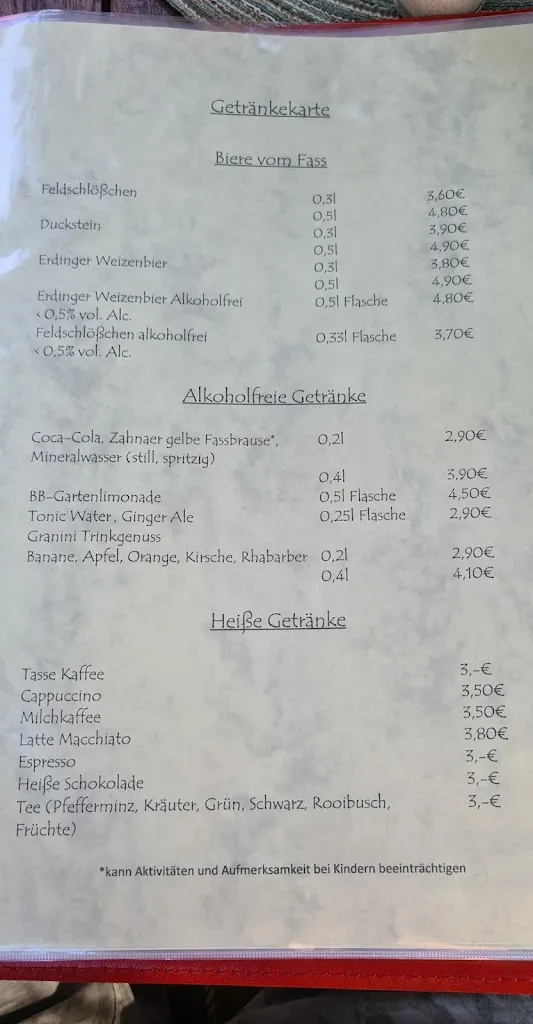 Getränkekarte
Biere vom Fass
Feldschlößchen 0,3l 3,60€
0,5l 4,80€
Duckstein 0,3l 3,90€
0,5l 4,90€
Erdinger Weizenbier 0,3l 3,80€
0,5l 4,90€
Erdinger Weizenbier Alkoholfrei 0,5l Flasche 4,80€
< 0,5% vol. Alc.
Feldschlößchen alkoholfrei 0,33l Flasche 3,70€
< 0,5% vol. Alc.
Alkoholfreie Getränke
Coca-Cola, Zahnaer gelbe Fassbrause*, 0,2l 2,90€
Mineralwasser (still, spritzig)
0,4l 3,90€
BB-Gartenlimonade 0,5l Flasche 4,50€
Tonic Water, Ginger Ale 0,25l Flasche 2,90€
Granini Trinkgenuss
Banane, Apfel, Orange, Kirsche, Rhabarber 0,2l 2,90€
0,4l 4,10€
Heiße Getränke
Tasse Kaffee 3,-€
Cappuccino 3,50€
Milchkaffee 3,50€
Latte Macchiato 3,80€
Espresso 3,-€
Heiße Schokolade 3,-€
Tee (Pfefferminz, Kräuter, Grün, Schwarz, Rooibusch, 3,-€
Früchte)
*kann Aktivitäten und Aufmerksamkeit bei Kindern beeinträchtigen